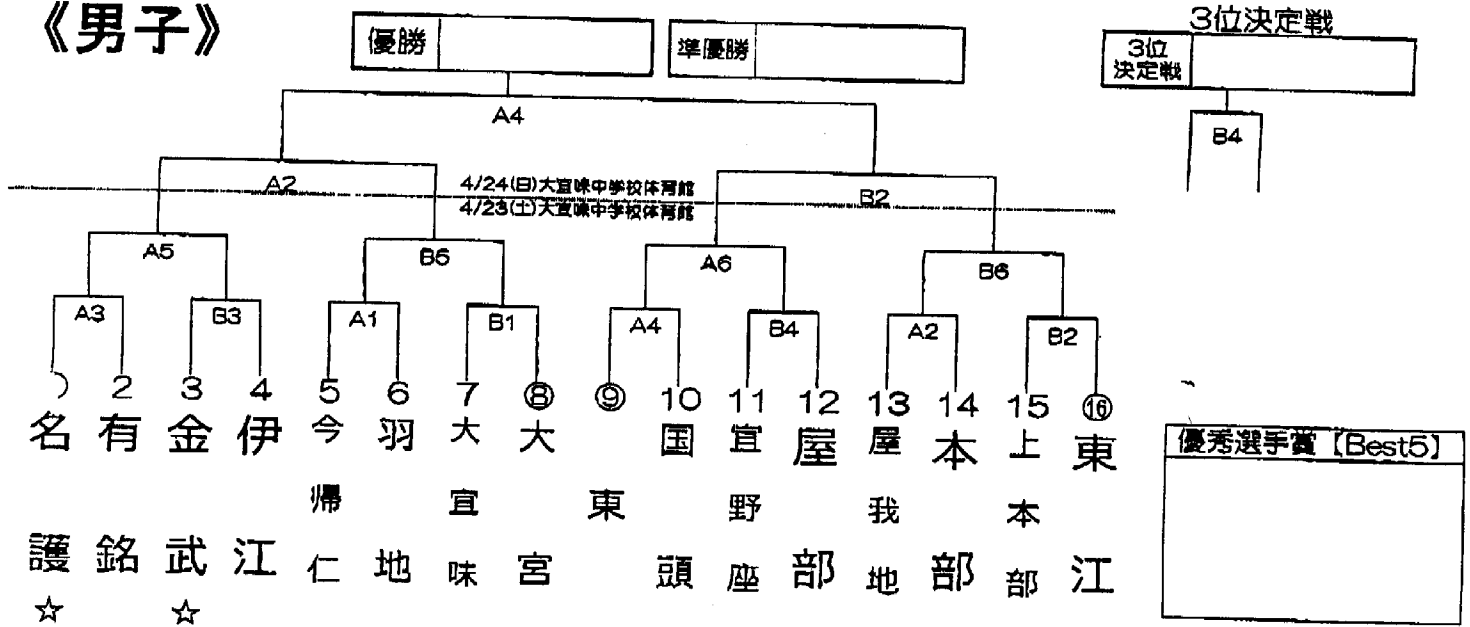 《男子》
優勝
準優勝
3位決定戦
3位
決定戦
A4
B4
A2
4/24(日)大宜味中学校体育館
4/23(土)大宜味中学校体育館
B2
A5
B5
A6
B6
A3
B3
A1
B1
A4
B4
A2
B2
2
3
4
5
6
7
⑧
⑨
10
11
12
13
14
15
⑯
名護☆
有銘
金武☆
伊江
今帰仁
羽地
大宜味
大宮
東
国頭
宜野座
屋部
屋我地
本部
上本部
東江
優秀選手賞【Best5】